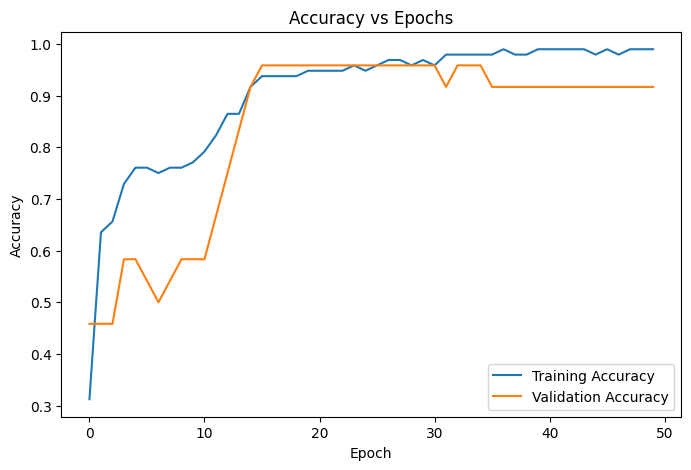 Accuracy vs Epochs
1.0
0.9
0.8
0.7
0.6
0.5
0.4
0.3
Accuracy
0
10
20
30
40
50
Epoch
Training Accuracy
Validation Accuracy